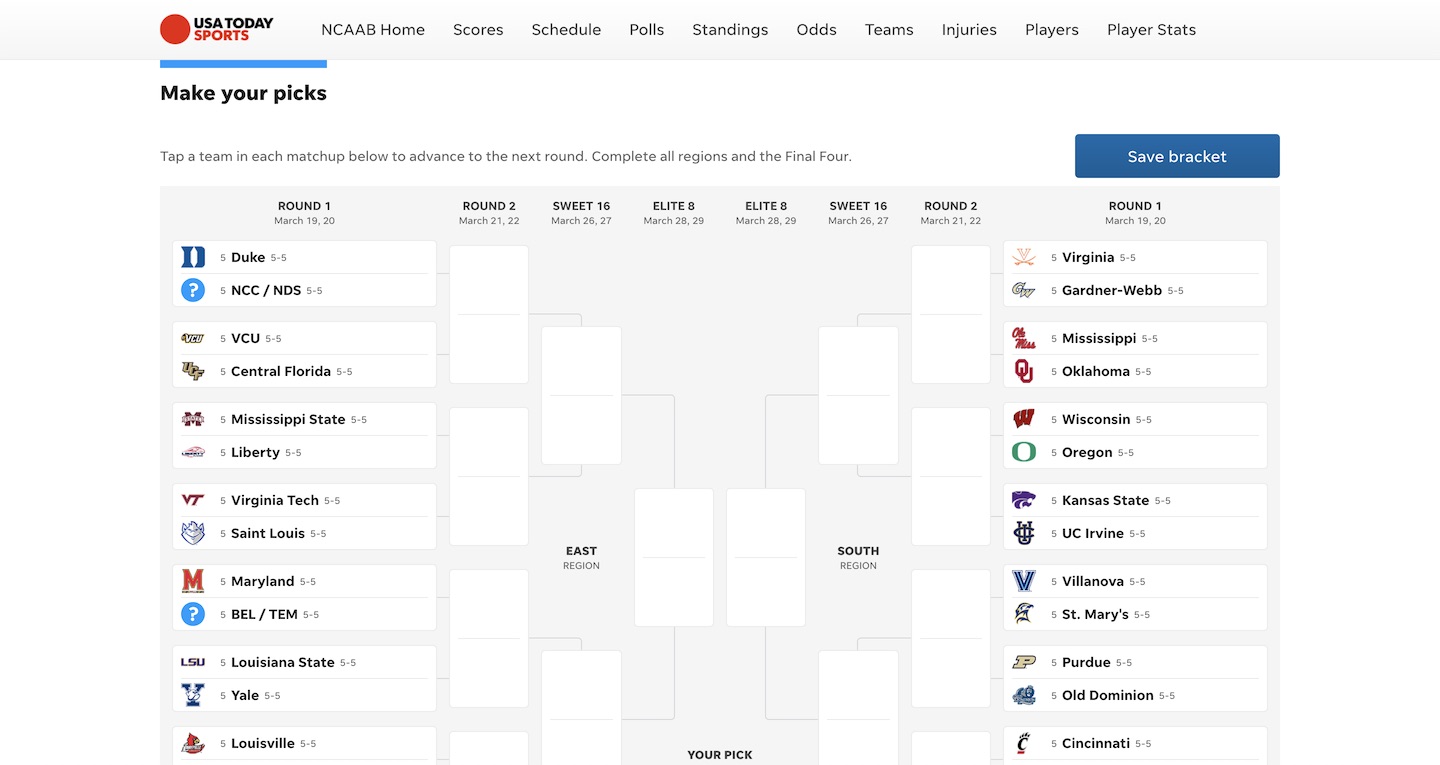 USA TODAY
SPORTS
NCAAB Home Scores Schedule Polls Standings Odds Teams Injuries Players Player Stats
Make your picks
Tap a team in each matchup below to advance to the next round. Complete all regions and the Final Four.
Save bracket
ROUND 1 ROUND 2 SWEET 16 ELITE 8 ELITE 8 SWEET 16 ROUND 2 ROUND 1
March 19, 20 March 21, 22 March 26, 27 March 28, 29 March 28, 29 March 26, 27 March 21, 22 March 19, 20
5 Duke 5-5
? 5 NCC / NDS 5-5
VCU 5 VCU 5-5
UCF 5 Central Florida 5-5
5 Mississippi State 5-5
5 Liberty 5-5
VT 5 Virginia Tech 5-5
5 Saint Louis 5-5
M 5 Maryland 5-5
? 5 BEL / TEM 5-5
LSU 5 Louisiana State 5-5
Y 5 Yale 5-5
5 Louisville 5-5
EAST
REGION
SOUTH
REGION
YOUR PICK
V 5 Virginia 5-5
GW 5 Gardner-Webb 5-5
Ole Miss 5 Mississippi 5-5
OU 5 Oklahoma 5-5
W 5 Wisconsin 5-5
O 5 Oregon 5-5
5 Kansas State 5-5
5 UC Irvine 5-5
V 5 Villanova 5-5
5 St. Mary's 5-5
P 5 Purdue 5-5
5 Old Dominion 5-5
C 5 Cincinnati 5-5